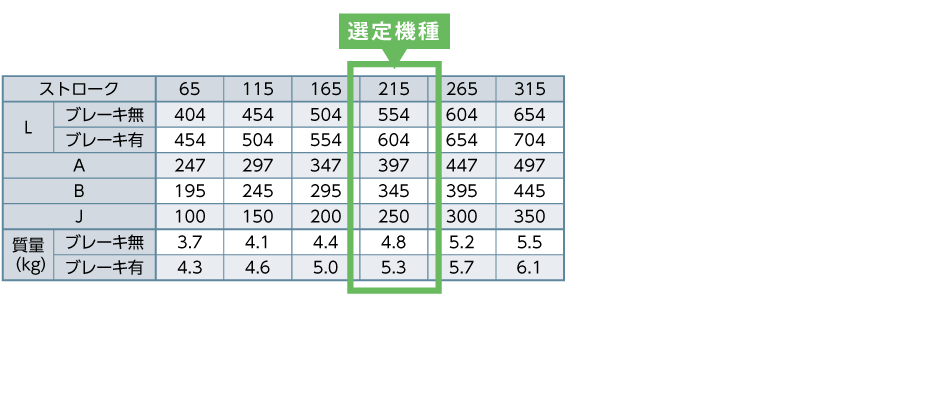 選定機種
ストローク 65 115 165 215 265 315
L ブレーキ無 404 454 504 554 604 654
ブレーキ有 454 504 554 604 654 704
A 247 297 347 397 447 497
B 195 245 295 345 395 445
J 100 150 200 250 300 350
質量(kg) ブレーキ無 3.7 4.1 4.4 4.8 5.2 5.5
ブレーキ有 4.3 4.6 5.0 5.3 5.7 6.1